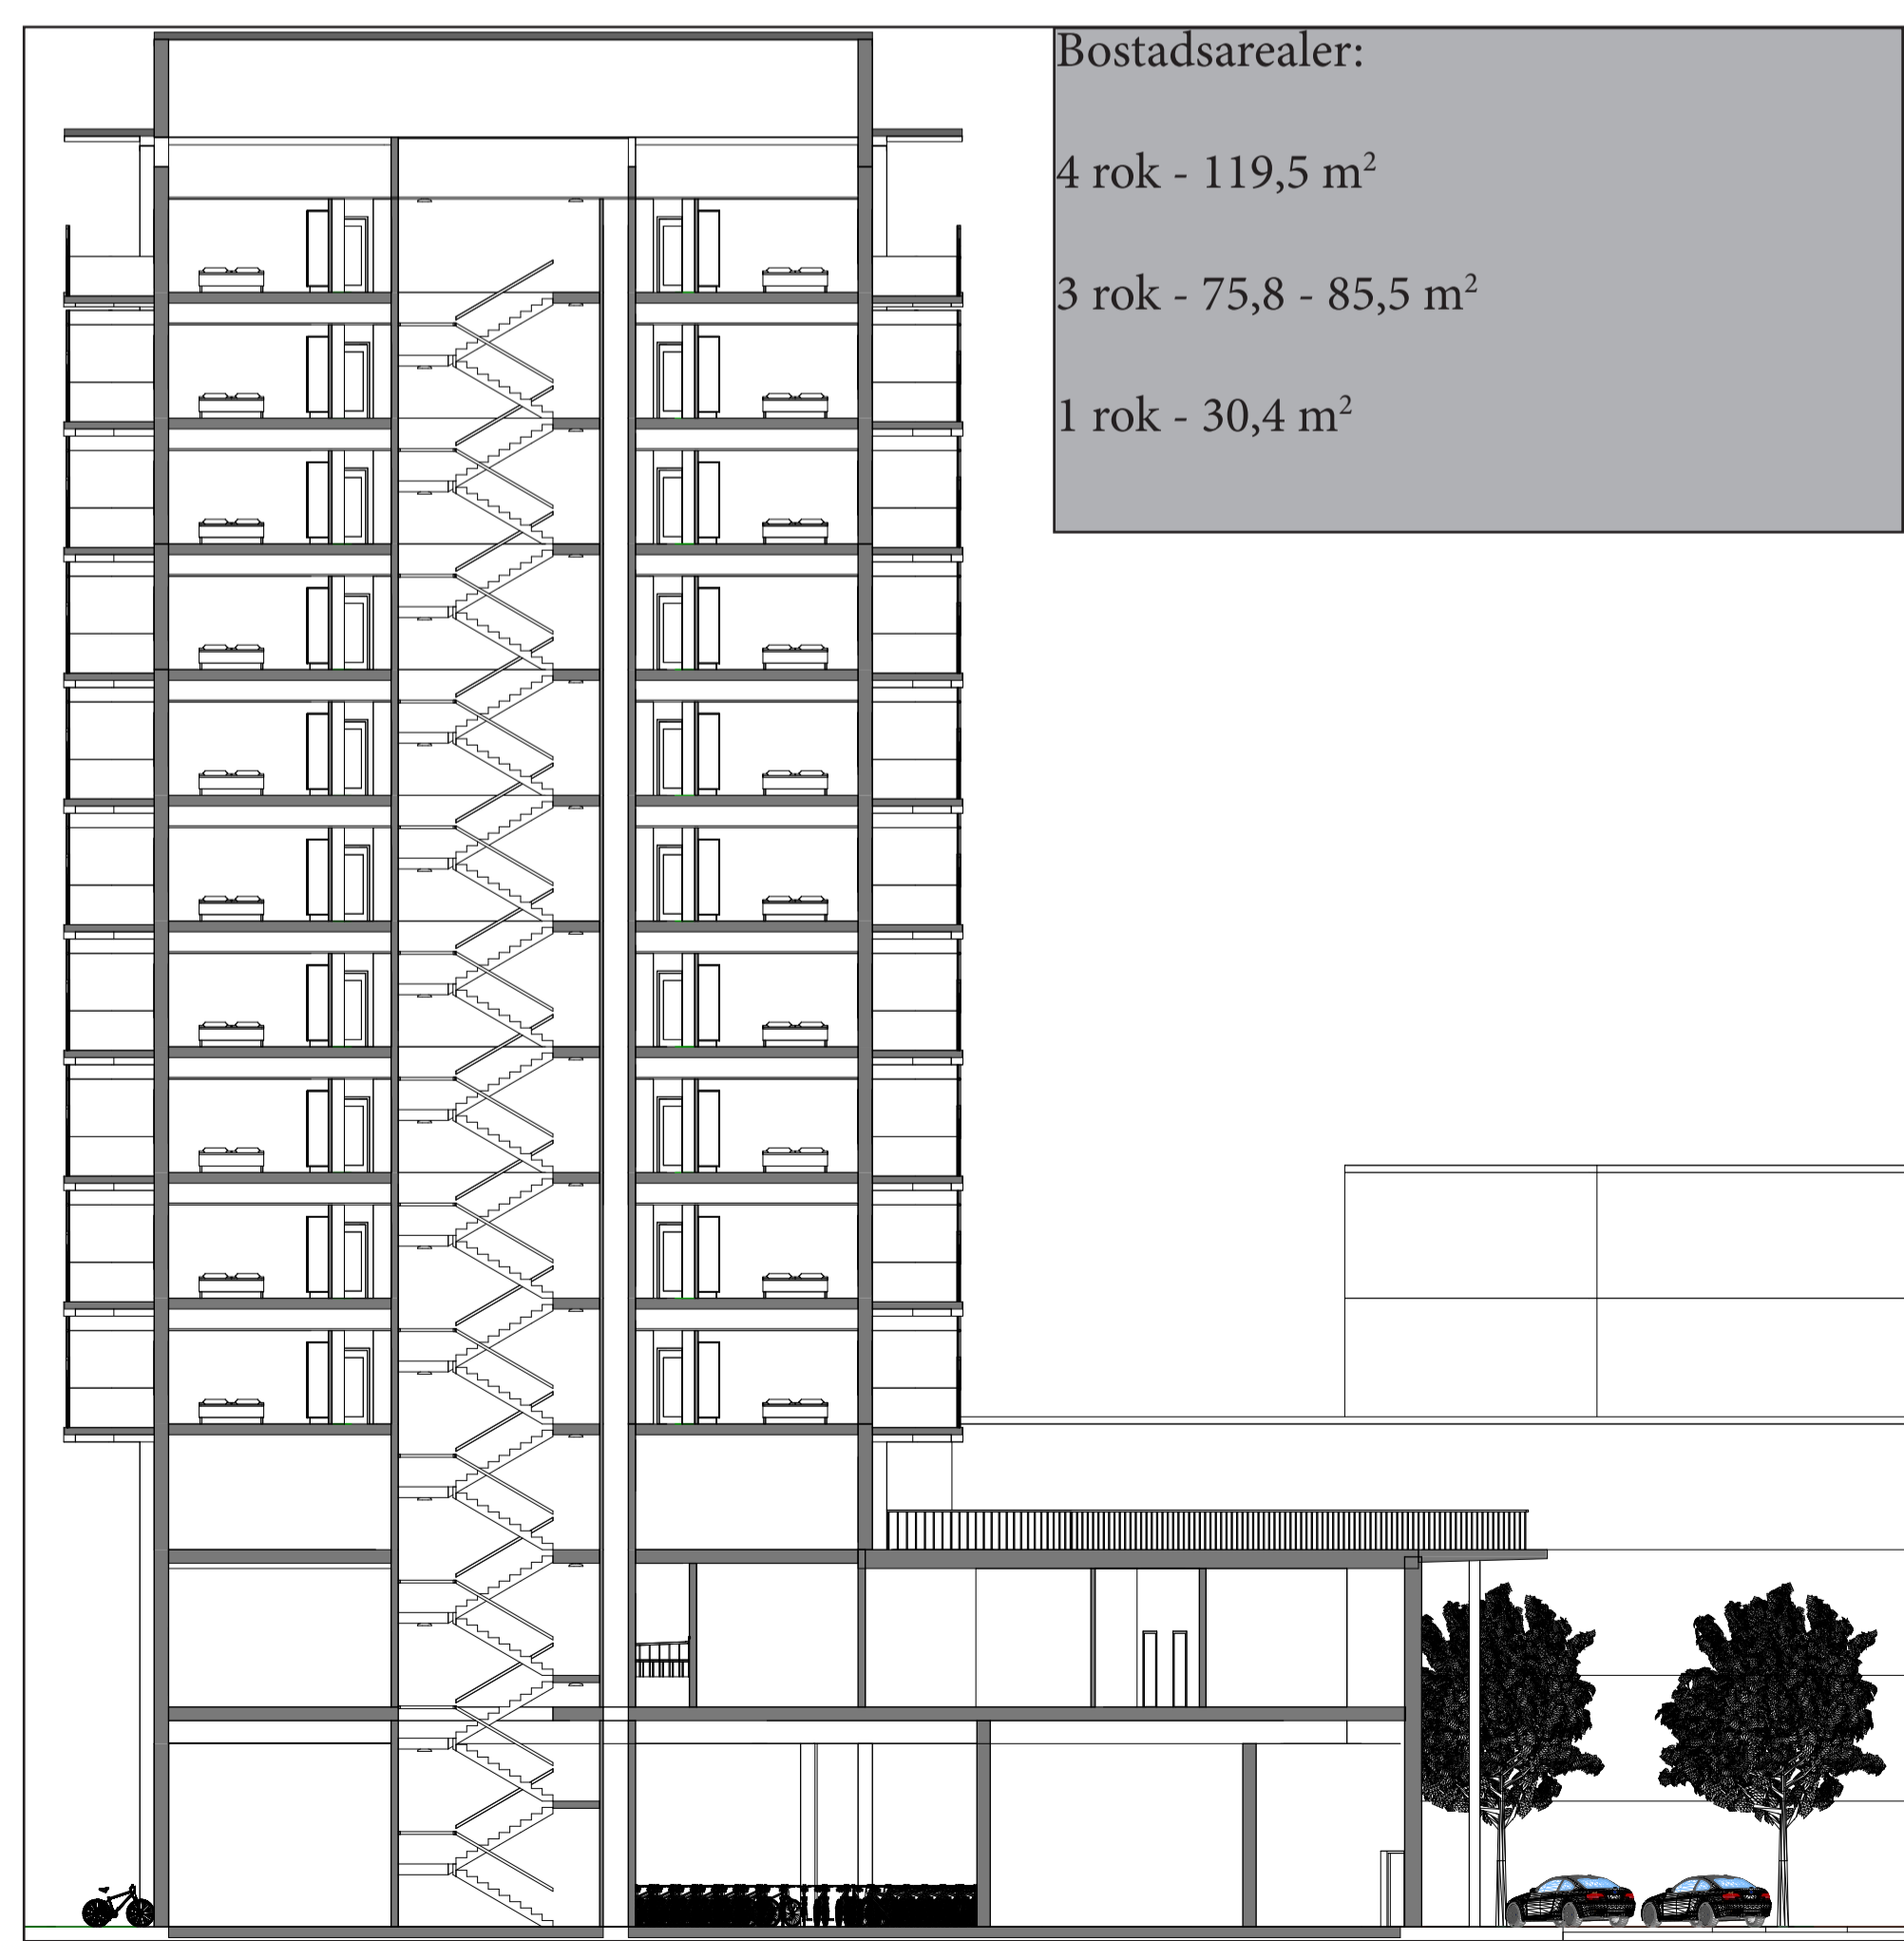 Bostadsarealer:
4 rok - 119,5 m²
3 rok - 75,8 - 85,5 m²
1 rok - 30,4 m²